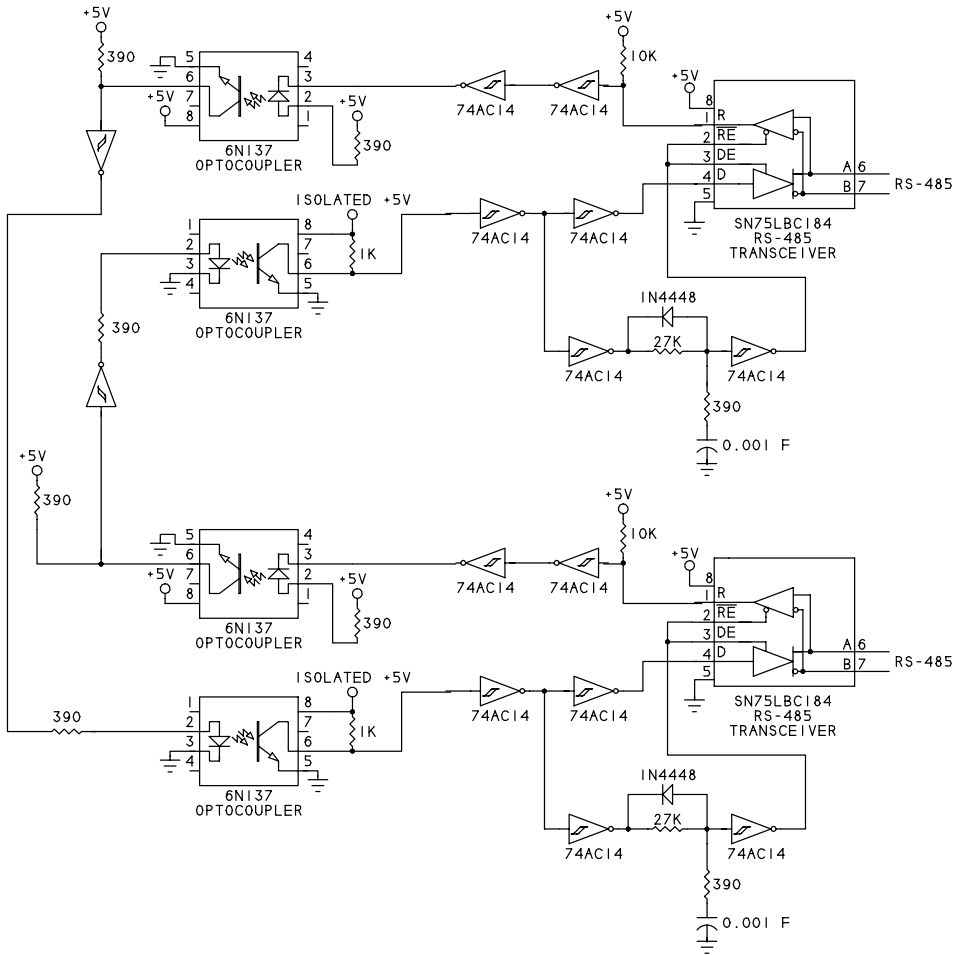 +5V
390
5
6
7
8
+5V
4
3
2
1
+5V
390
6N137
OPTOCOUPLER
74AC14
74AC14
+5V
10K
+5V
8
1
2
3
4
5
R
RE
DE
D
A 6
B 7
RS-485
SN75LBC184
RS-485
TRANSCEIVER
ISOLATED +5V
1
2
3
4
8
7
6
5
1K
6N137
OPTOCOUPLER
390
74AC14
74AC14
1N4448
27K
74AC14
74AC14
390
0.001 F
+5V
390
5
6
7
8
+5V
4
3
2
1
+5V
390
6N137
OPTOCOUPLER
74AC14
74AC14
+5V
10K
+5V
8
1
2
3
4
5
R
RE
DE
D
A 6
B 7
RS-485
SN75LBC184
RS-485
TRANSCEIVER
ISOLATED +5V
390
1
2
3
4
8
7
6
5
1K
6N137
OPTOCOUPLER
74AC14
74AC14
1N4448
27K
74AC14
74AC14
390
0.001 F